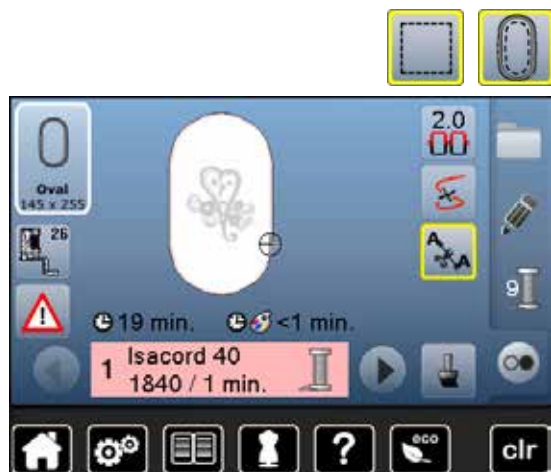 2.0
Oval
145 x 255
26
A
A
9
19 min.
<1 min.
1
Isacord 40
1840 / 1 min.
?
eco
clr